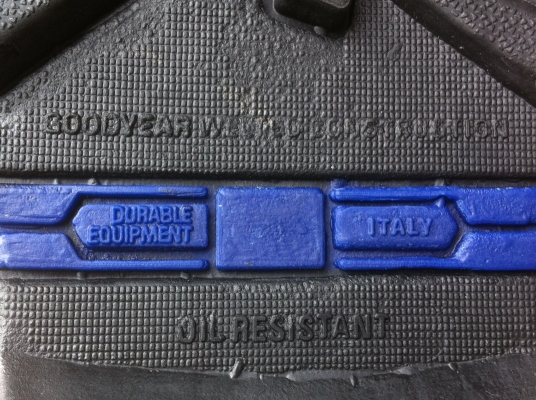 GOODYEAR WELTED CONSTRUCTION
DURABLE
EQUIPMENT
ITALY
OIL RESISTANT